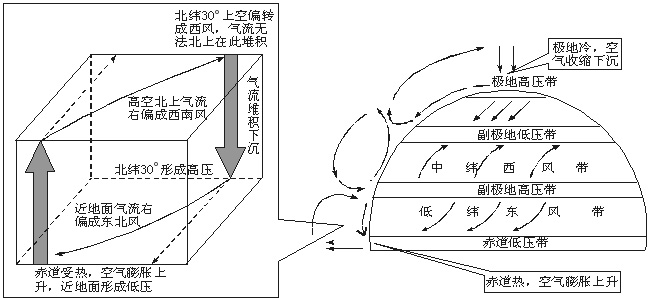 北纬30°上空偏转
成西风，气流无
法北上在此堆积
高空北上气流
右偏成西南风
气流堆积下沉
北纬30°形成高压
近地面气流右
偏成东北风
赤道受热，空气膨胀上
升，近地面形成低压
极地冷，空
气收缩下沉
极地高压带
副极地低压带
中纬西风带
副极地高压带
低纬东风带
赤道低压带
赤道热，空气膨胀上升